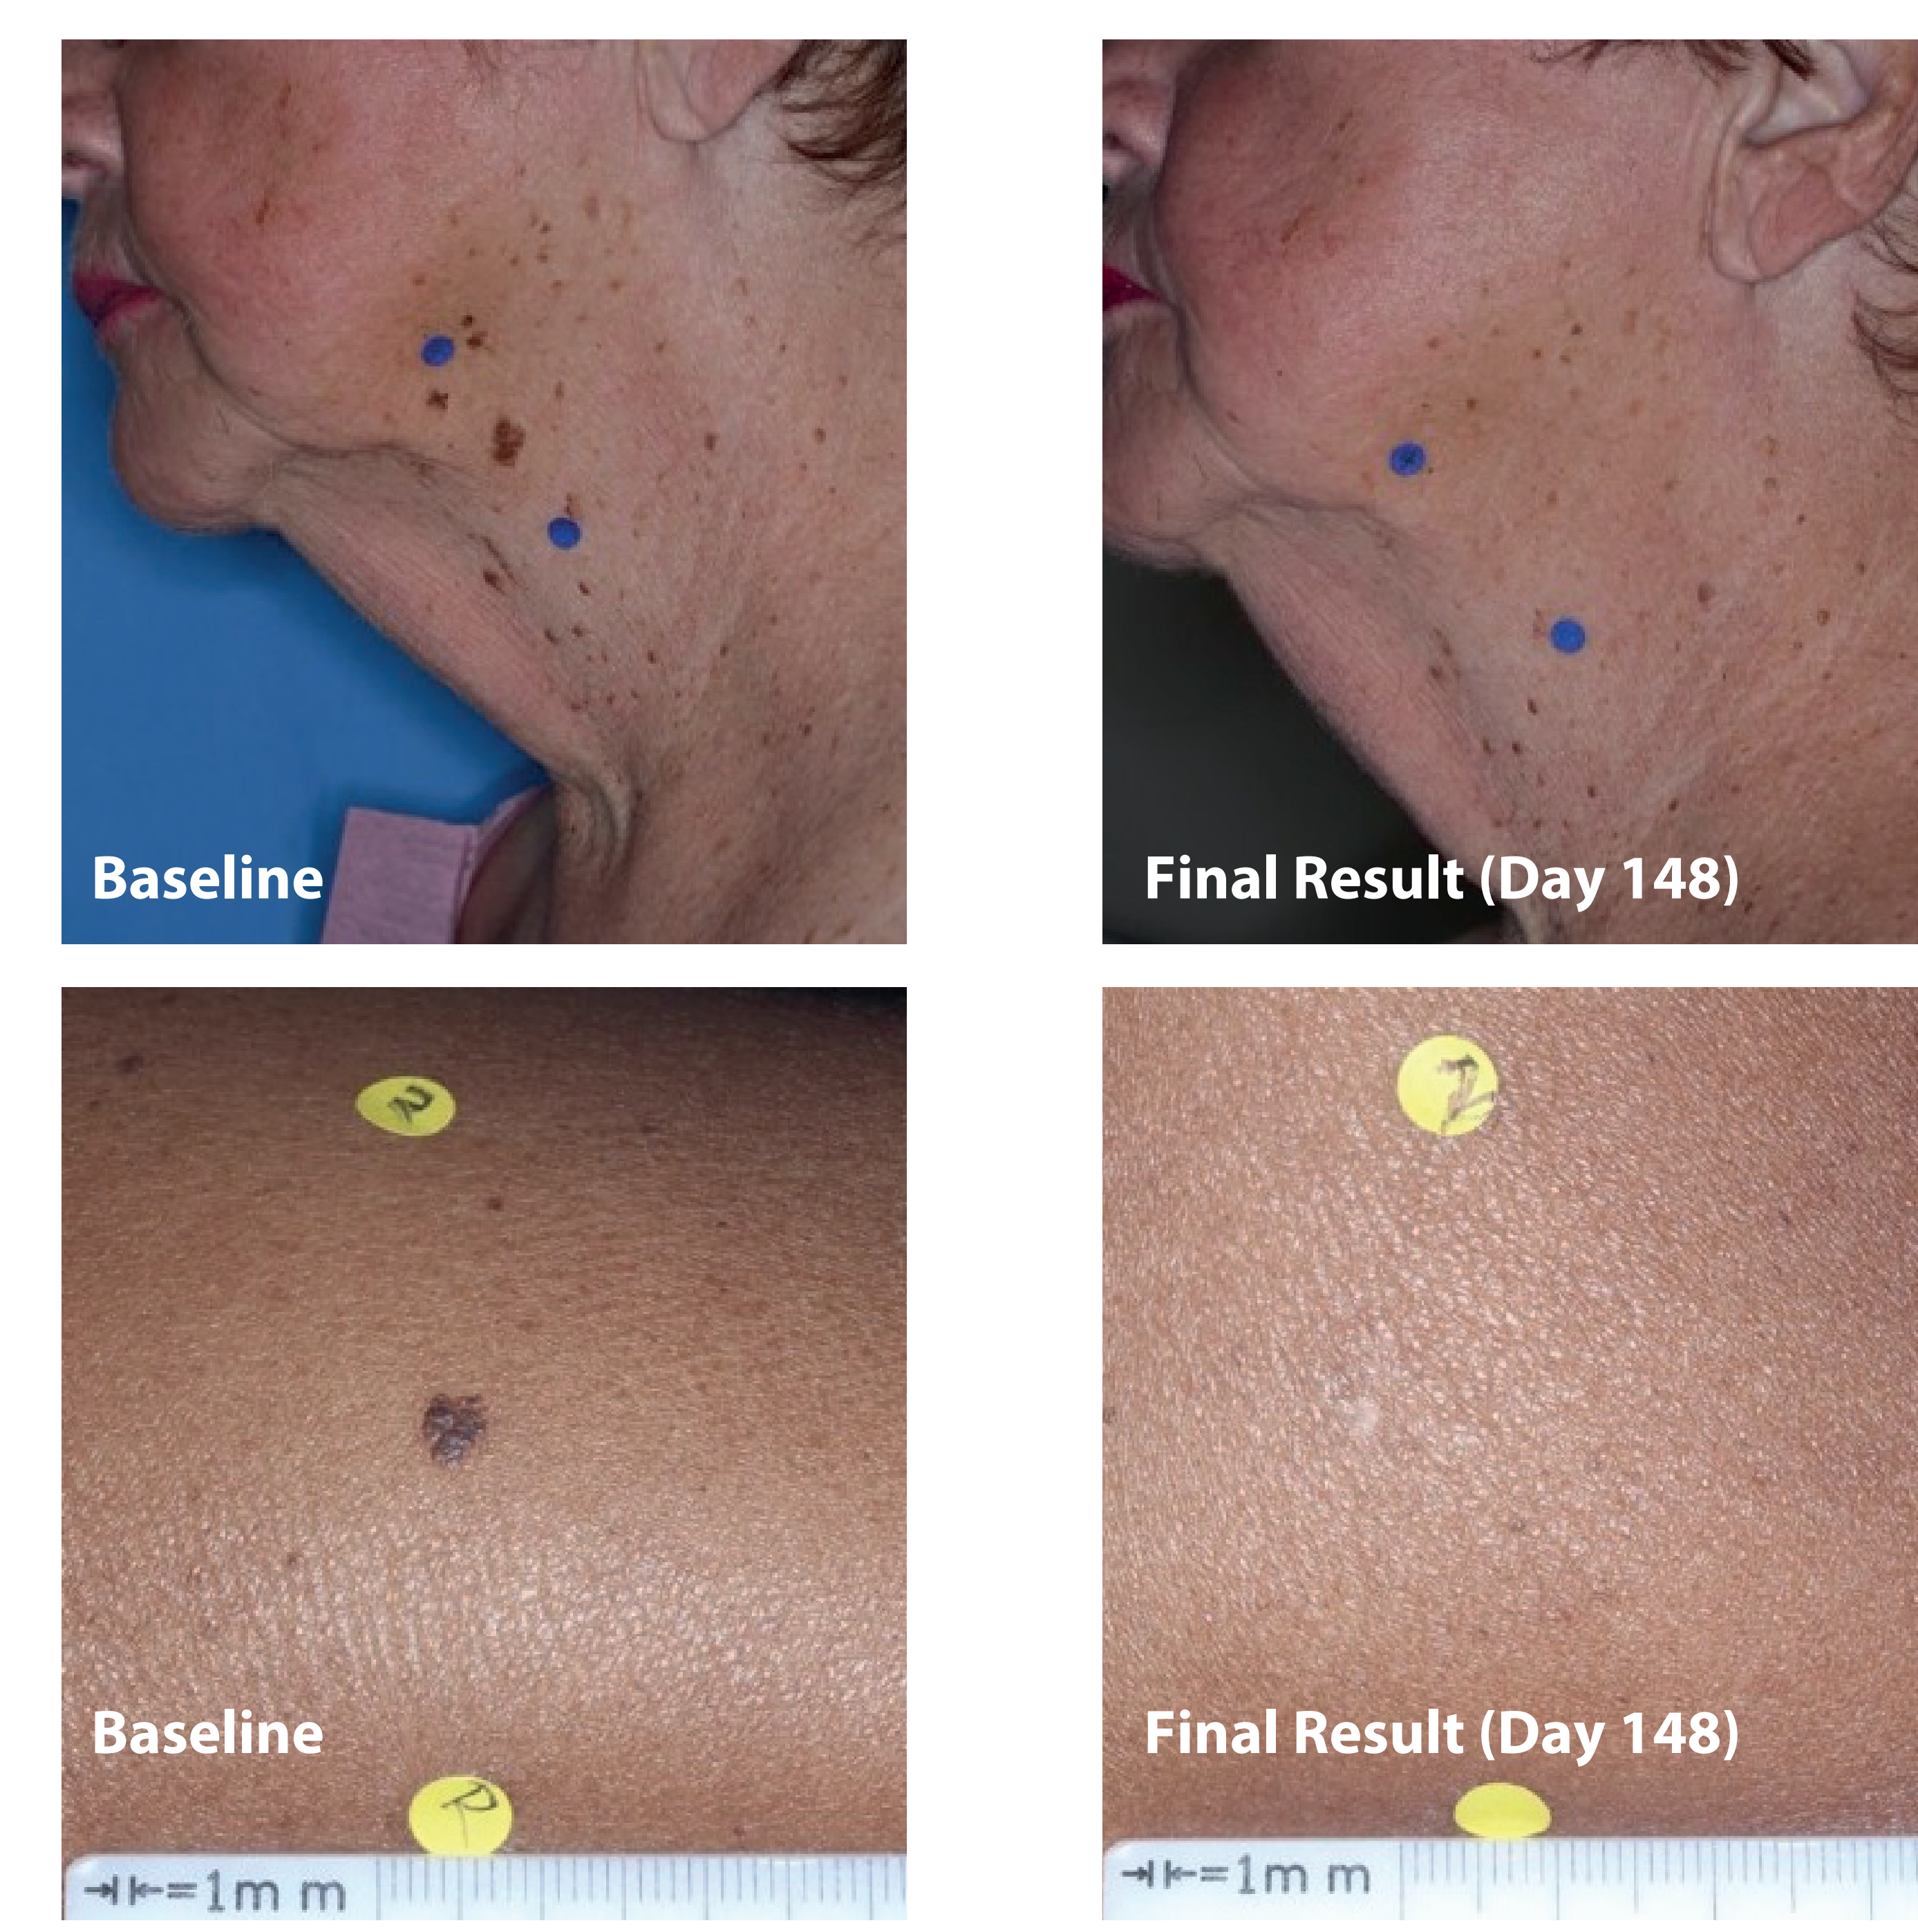 Baseline
Final Result (Day 148)
Baseline
Final Result (Day 148)
=1m m
=1m m